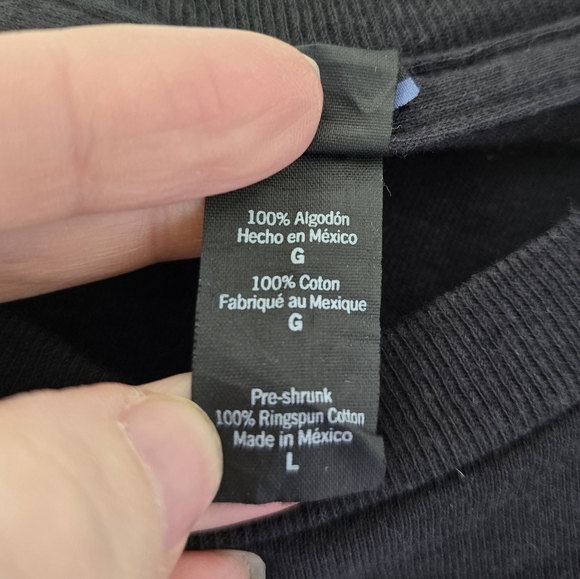 100% Algodón
Hecho en México
G
100% Coton
Fabriqué au Mexique
G
Pre-shrunk
100% Ringspun Cotton
Made in México
L